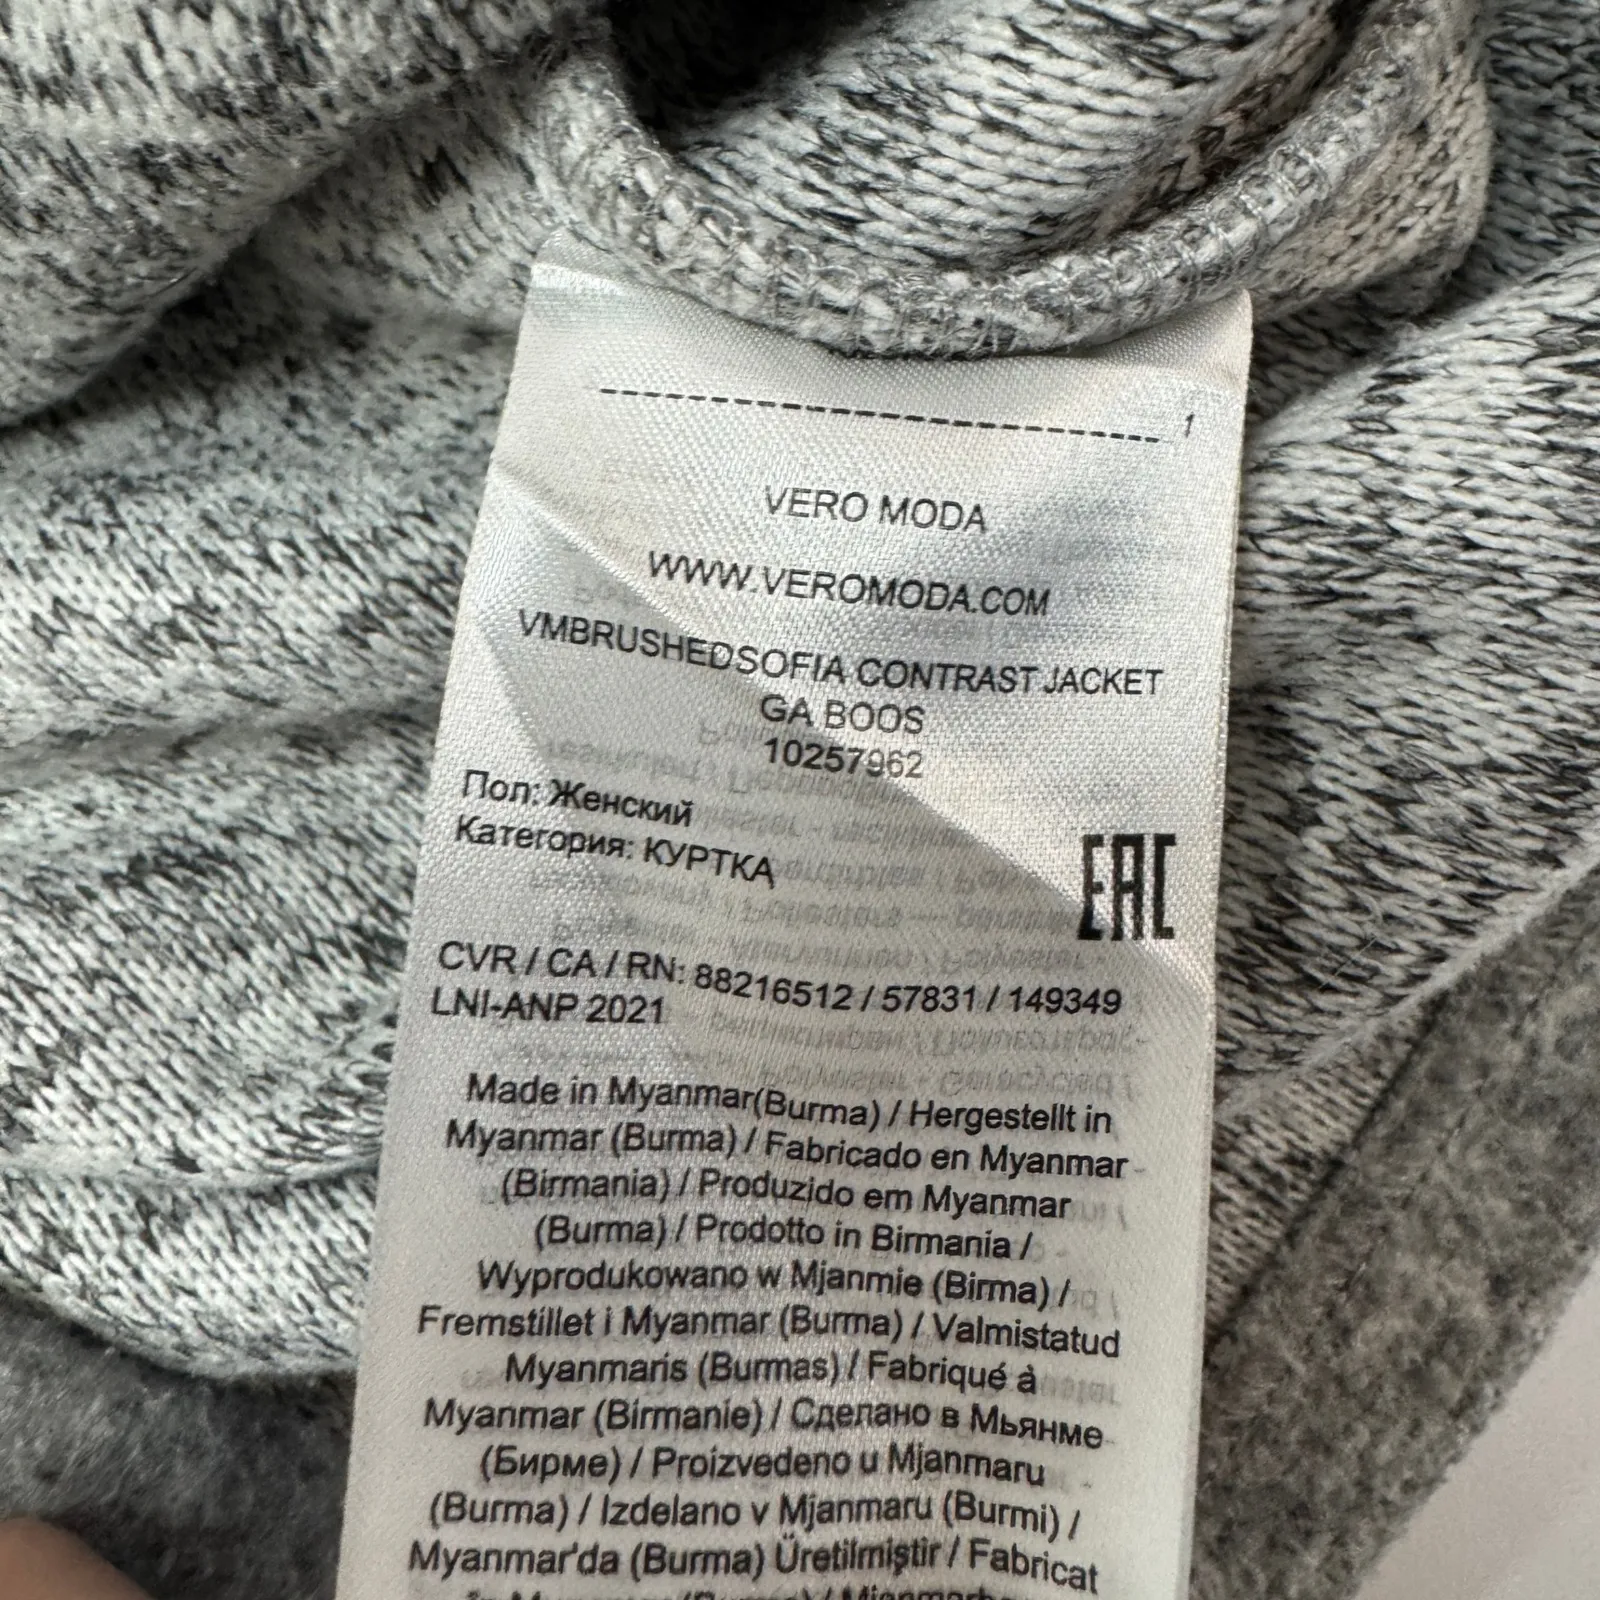 1
VERO MODA
WWW.VEROMODA.COM
VMBRUSHEDSOFIA CONTRAST JACKET
GA BOOS
10257962
Пол: Женский
Категория: КУРТКА
EAC
CVR / CA / RN: 88216512 / 57831 / 149349
LNI-ANP 2021
Made in Myanmar(Burma) / Hergestellt in
Myanmar (Burma) / Fabricado en Myanmar
(Birmania) / Produzido em Myanmar
(Burma) / Prodotto in Birmania /
Wyprodukowano w Mjanmie (Birma) /
Fremstillet i Myanmar (Burma) / Valmistatud
Myanmaris (Burmas) / Fabriqué à
Myanmar (Birmanie) / Сделано в Мьянме
(Бирме) / Proizvedeno u Mjanmaru
(Burma) / Izdelano v Mjanmaru (Burmi) /
Myanmar'da (Burma) Üretilmiştir / Fabricat